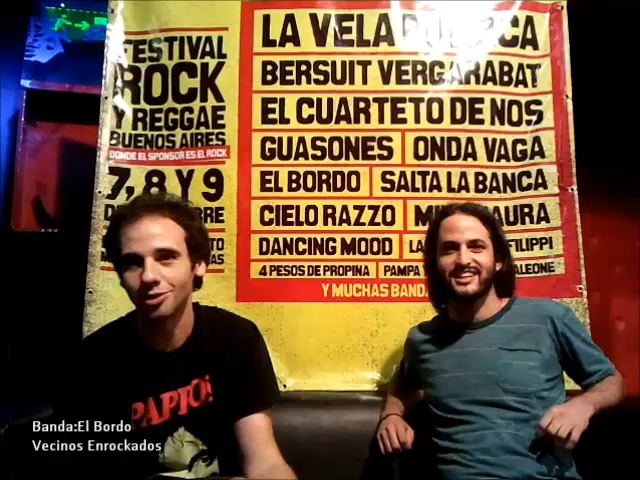 FESTIVAL
ROCK
Y REGGAE
BUENOS AIRES
DONDE EL SPONSOR ES EL ROCK
7, 8 Y 9
LA VELA
BERSUIT VERGARABAT
EL CUARTETO DE NOS
GUASONES ONDA VAGA
EL BORDO SALTA LA BANCA
CIELO RAZZO
DANCING MOOD FILIPPI
4 PESOS DE PROPINA PAMPA
Y MUCHAS
PAPPO!
Banda:El Bordo
Vecinos Enrockados